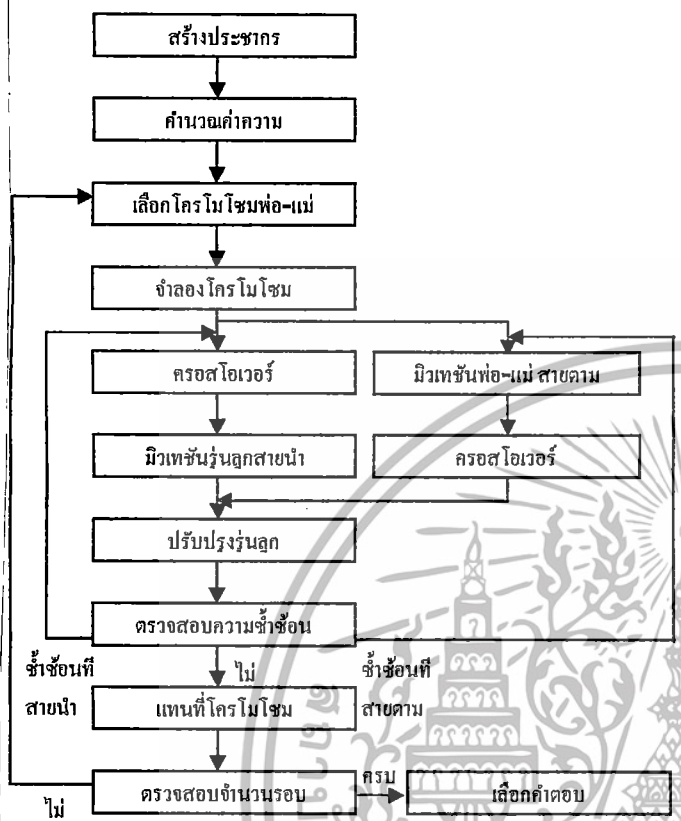 สร้างประชากร
คำนวณค่าความ
เลือกโครโมโซมพ่อ-แม่
จำลองโครโมโซม
ครอสโอเวอร์
มิวเทชันพ่อ-แม่ สายตาม
มิวเทชันรุ่นลูกสายนำ
ครอสโอเวอร์
ปรับปรุงรุ่นลูก
ตรวจสอบความซ้ำซ้อน
ซ้ำซ้อนที่
สายนำ
ไม่
ซ้ำซ้อนที่
สายตาม
แทนที่โครโมโซม
ตรวจสอบจำนวนรอบ
ครบ
เลือกคำตอบ
ไม่